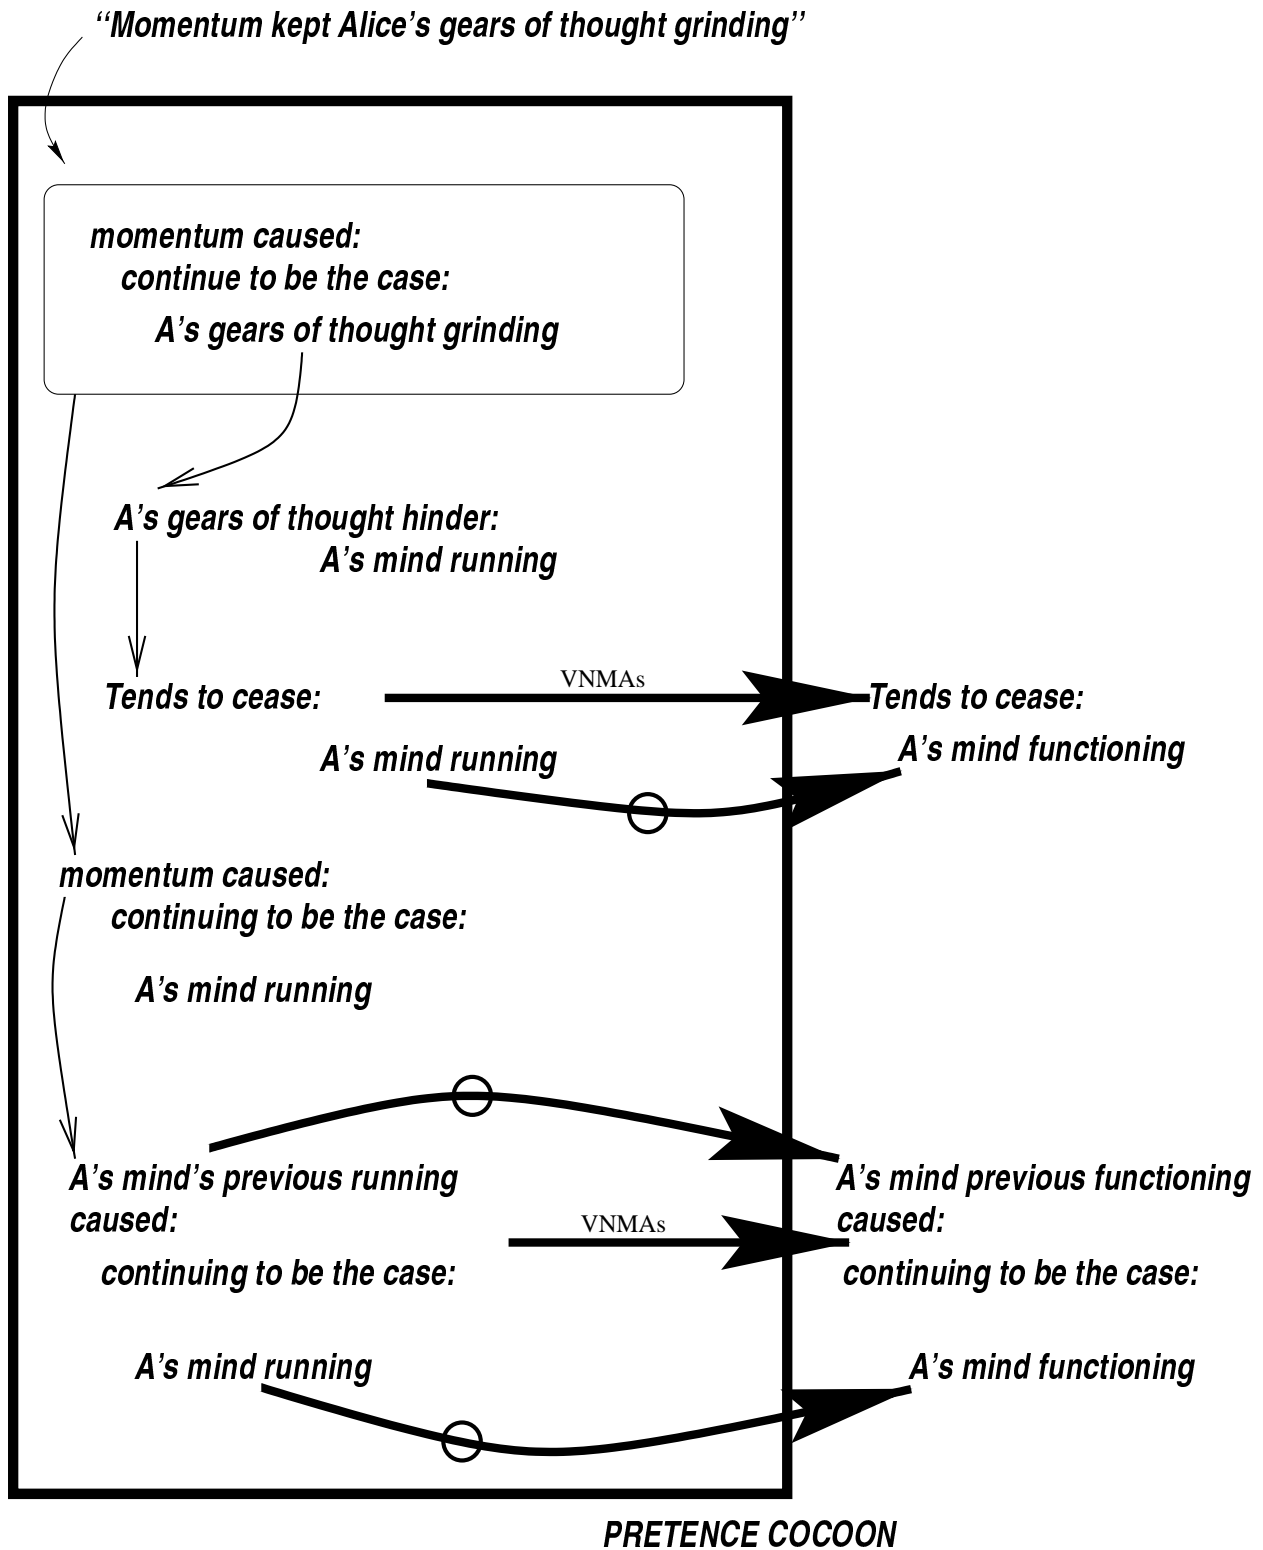 ‘‘Momentum kept Alice’s gears of thought grinding’’
momentum caused:
continue to be the case:
A’s gears of thought grinding
A’s gears of thought hinder:
A’s mind running
VNMAs
Tends to cease:
Tends to cease:
A’s mind running
A’s mind functioning
momentum caused:
continuing to be the case:
A’s mind running
A’s mind’s previous running
caused:
A’s mind previous functioning
caused:
VNMAs
continuing to be the case:
continuing to be the case:
A’s mind running
A’s mind functioning
PRETENCE COCOON